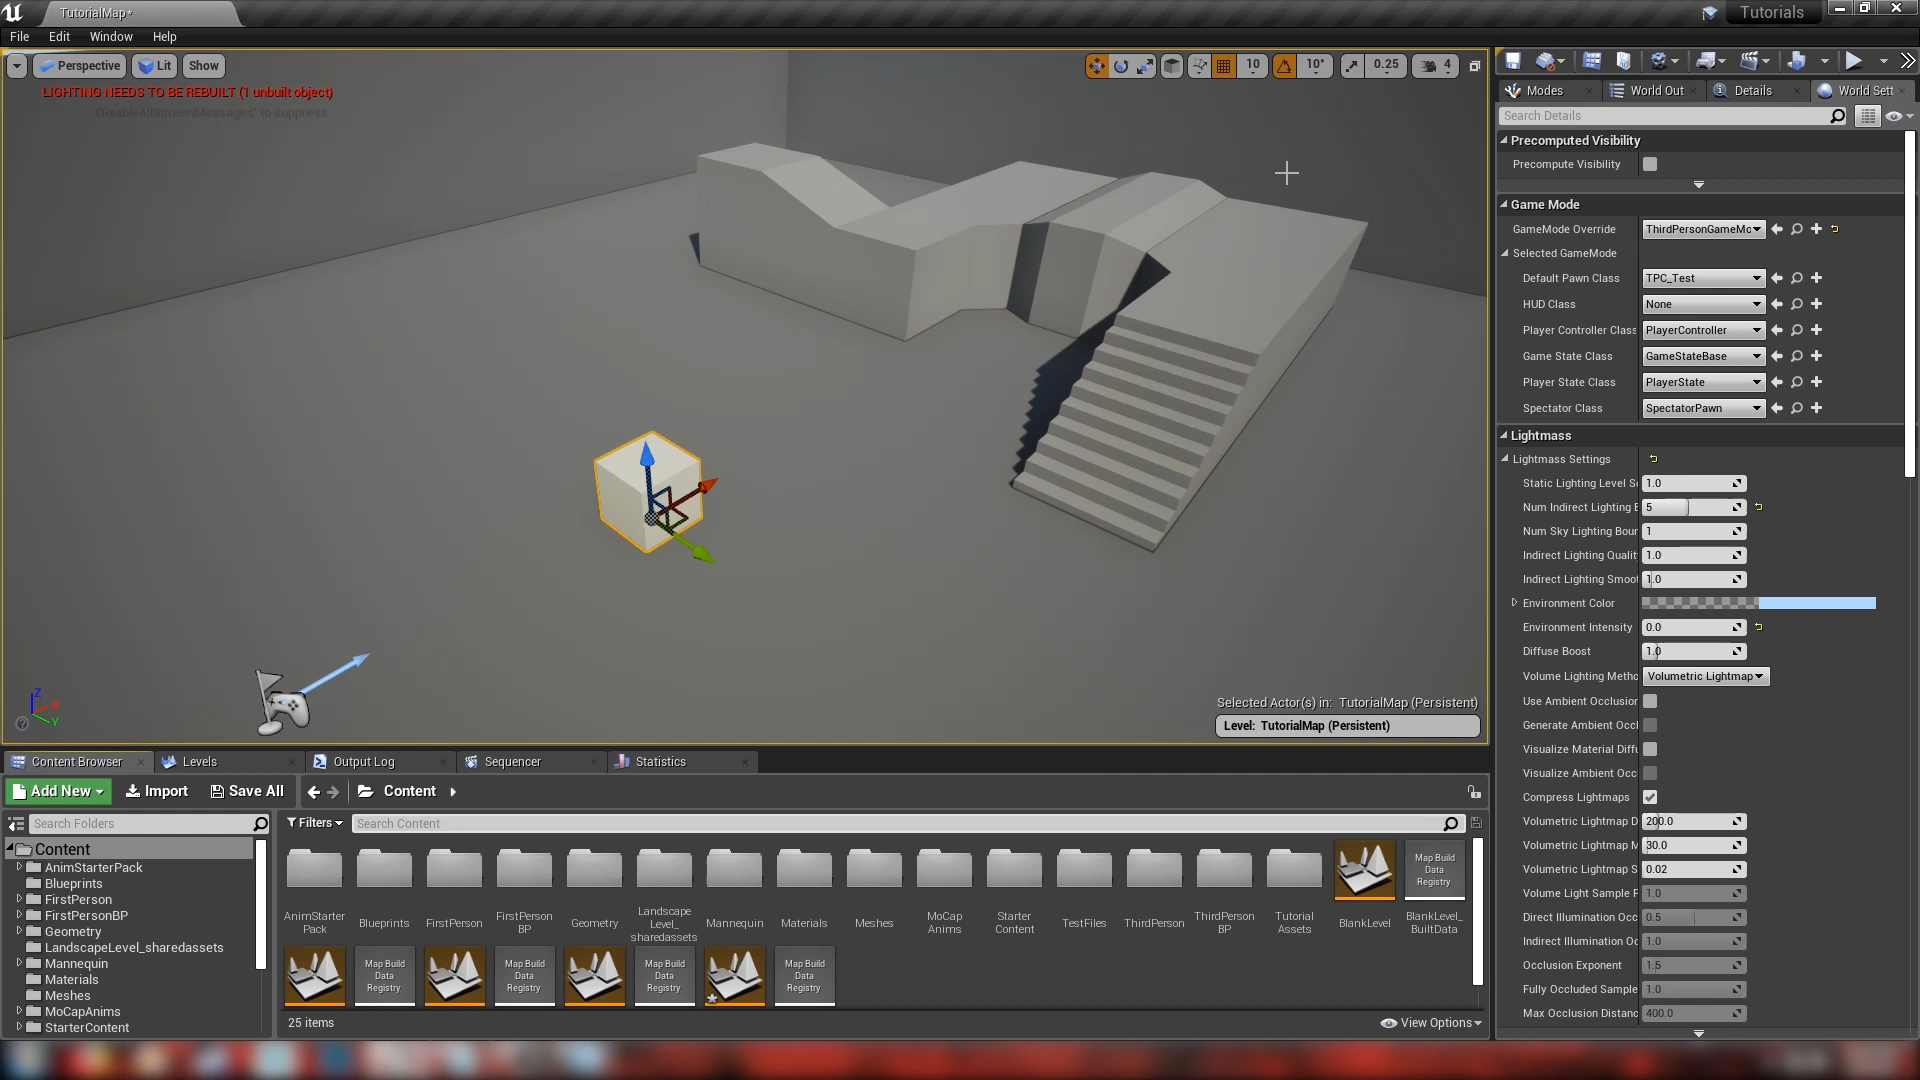 TutorialMap*
Tutorials
File Edit Window Help
Perspective Lit Show
10 10° 0.25 4
LIGHTING NEEDS TO BE REBUILT (1 unbuilt object)
'DisableAllScreenMessages' to suppress
Z X Y
Selected Actor(s) in: TutorialMap (Persistent)
Level: TutorialMap (Persistent)
Modes World Out Details World Sett
Search Details
Precomputed Visibility
Precompute Visibility
Game Mode
GameMode Override ThirdPersonGameMo
Selected GameMode
Default Pawn Class TPC_Test
HUD Class None
Player Controller Class PlayerController
Game State Class GameStateBase
Player State Class PlayerState
Spectator Class SpectatorPawn
Lightmass
Lightmass Settings
Static Lighting Level S 1.0
Num Indirect Lighting B 5
Num Sky Lighting Boun 1
Indirect Lighting Qualit 1.0
Indirect Lighting Smoot 1.0
Environment Color
Environment Intensity 0.0
Diffuse Boost 1.0
Volume Lighting Metho Volumetric Lightmap
Use Ambient Occlusion
Generate Ambient Occl
Visualize Material Diffu
Visualize Ambient Occ
Compress Lightmaps
Volumetric Lightmap D 200.0
Volumetric Lightmap M 30.0
Volumetric Lightmap S 0.02
Volume Light Sample P 1.0
Direct Illumination Occ 0.5
Indirect Illumination Oc 1.0
Occlusion Exponent 1.5
Fully Occluded Sample 1.0
Max Occlusion Distanc 400.0
Content Browser Levels Output Log Sequencer Statistics
Add New Import Save All Content
Search Folders
Filters Search Content
Content
AnimStarterPack
Blueprints
FirstPerson
FirstPersonBP
Geometry
LandscapeLevel_sharedassets
Mannequin
Materials
Meshes
MoCapAnims
StarterContent
AnimStarter
Pack
Blueprints
FirstPerson
FirstPerson
BP
Geometry
Landscape
Level_
sharedassets
Mannequin
Materials
Meshes
MoCap
Anims
Starter
Content
TestFiles
ThirdPerson
ThirdPerson
BP
Tutorial
Assets
BlankLevel
Map Build
Data
Registry
BlankLevel_
BuiltData
Map Build
Data
Registry
Map Build
Data
Registry
Map Build
Data
Registry
Map Build
Data
Registry
25 items
View Options